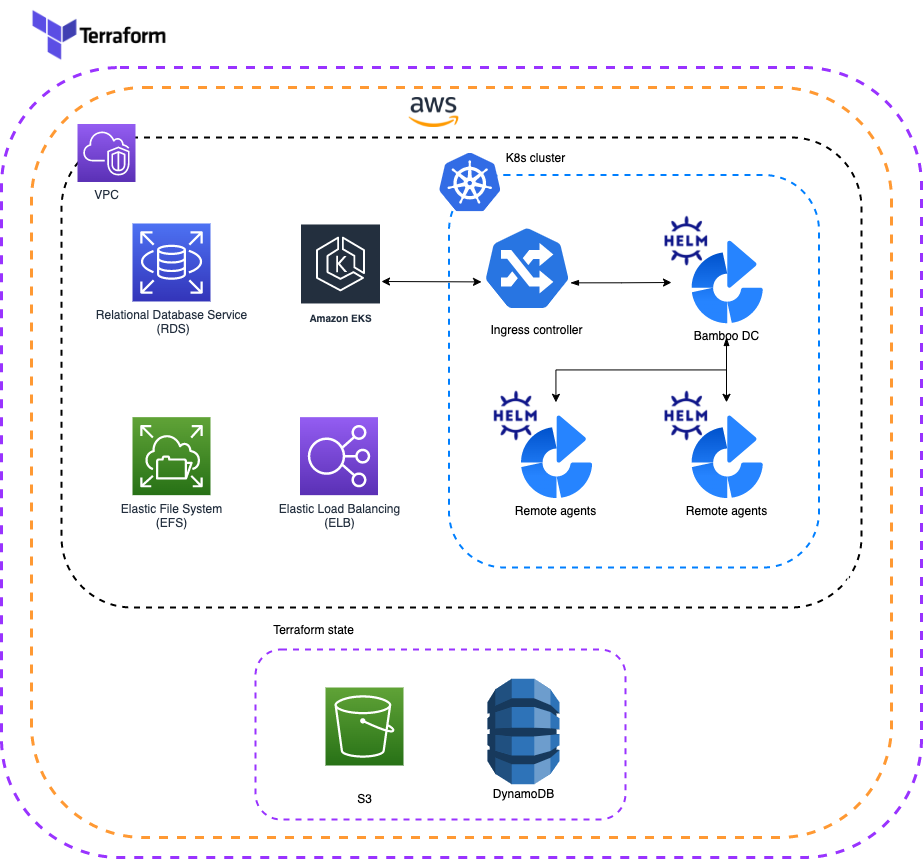 Terraform
aws
K8s cluster
VPC
HELM
Relational Database Service
(RDS)
Amazon EKS
Ingress controller
Bamboo DC
HELM
HELM
Elastic File System
(EFS)
Elastic Load Balancing
(ELB)
Remote agents
Remote agents
Terraform state
S3
DynamoDB
K